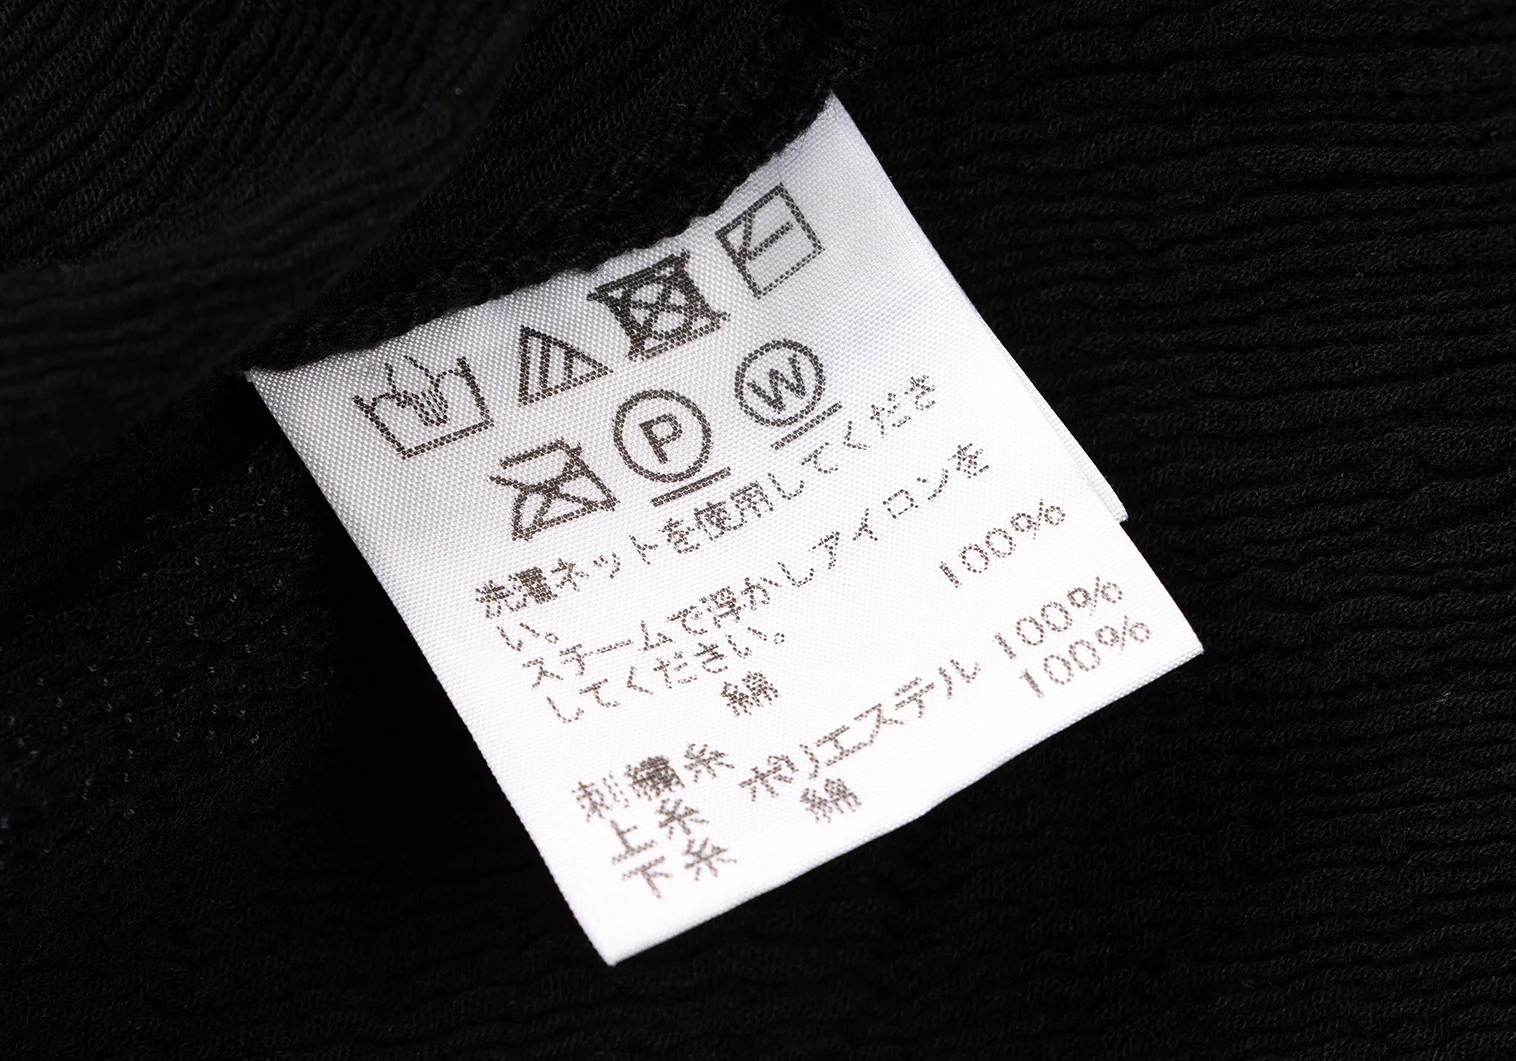 P
W
洗濯ネットを使用してくださ
い。
スチームで浮かしアイロンを
してください。
綿 100%
刺繍糸
上糸 ポリエステル 100%
下糸 綿 100%